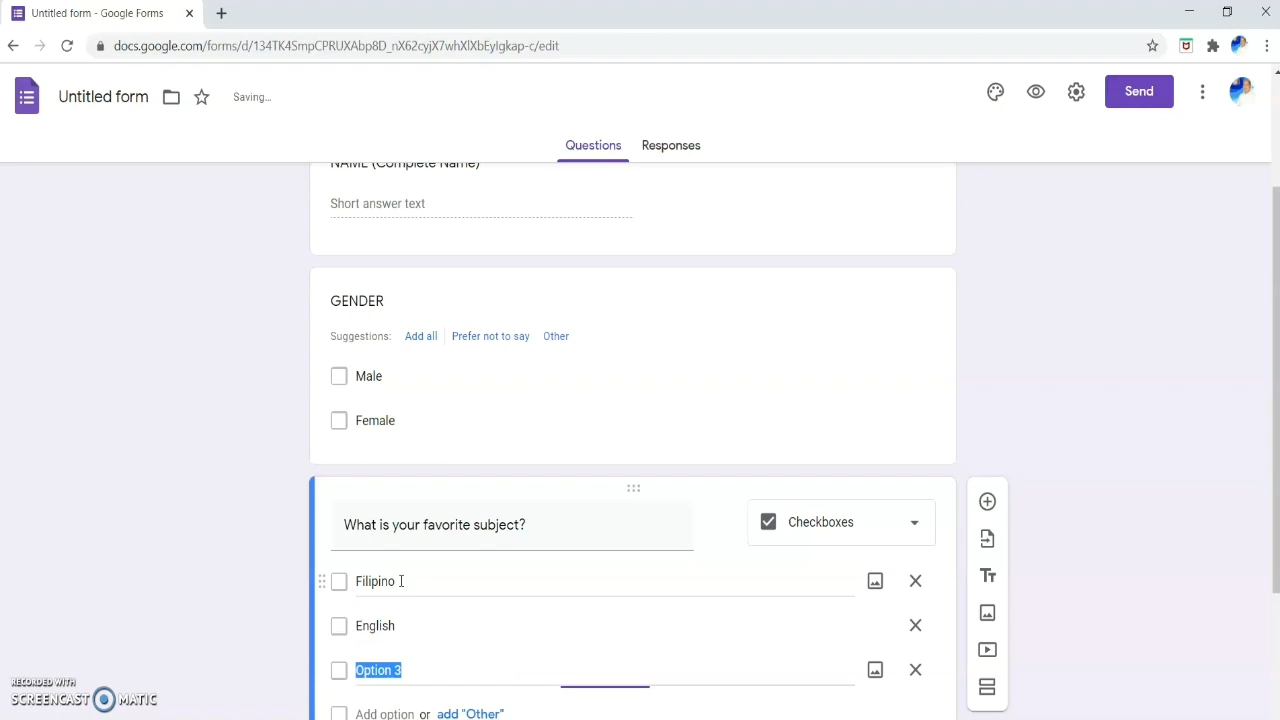 Untitled form - Google Forms
docs.google.com/forms/d/134TK4SmpCPRUXAbp8D_nX62cyjX7whXlXbEyIgkap-c/edit
Untitled form
Saving...
Send
Questions
Responses
NAME (Complete Name)
Short answer text
GENDER
Suggestions: Add all Prefer not to say Other
Male
Female
What is your favorite subject?
Checkboxes
Filipino
English
Option 3
Add option or add "Other"
RECORDED WITH
SCREENCAST MATIC